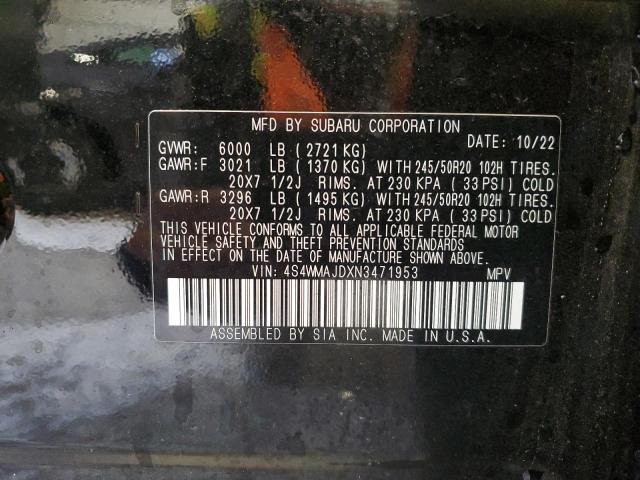 MFD BY SUBARU CORPORATION
GVWR: 6000 LB ( 2721 KG) DATE: 10/22
GAWR:F 3021 LB ( 1370 KG) WITH 245/50R20 102H TIRES.
20X7 1/2J RIMS. AT 230 KPA ( 33 PSI) COLD
GAWR:R 3296 LB ( 1495 KG) WITH 245/50R20 102H TIRES.
20X7 1/2J RIMS. AT 230 KPA ( 33 PSI) COLD
THIS VEHICLE CONFORMS TO ALL APPLICABLE FEDERAL MOTOR
VEHICLE SAFETY AND THEFT PREVENTION STANDARDS
IN EFFECT ON THE DATE OF MANUFACTURE SHOWN ABOVE.
VIN: 4S4WMAJDXN3471953 MPV
ASSEMBLED BY SIA INC. MADE IN U.S.A.